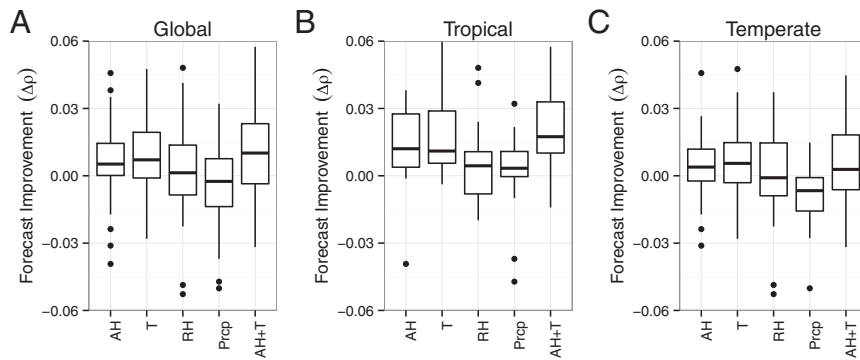 A
Global
Forecast Improvement (Δρ)
0.06
0.03
0.00
−0.03
−0.06
AH
T
RH
Prcp
AH+T
B
Tropical
Forecast Improvement (Δρ)
0.06
0.03
0.00
−0.03
−0.06
AH
T
RH
Prcp
AH+T
C
Temperate
Forecast Improvement (Δρ)
0.06
0.03
0.00
−0.03
−0.06
AH
T
RH
Prcp
AH+T